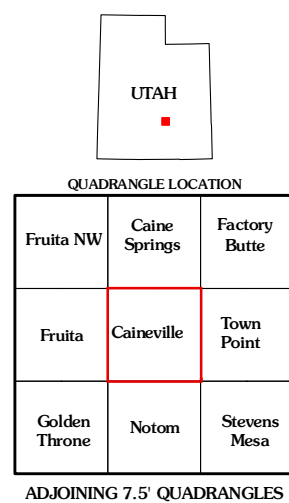 UTAH
QUADRANGLE LOCATION
Fruita NW
Caine
Springs
Factory
Butte
Fruita
Caineville
Town
Point
Golden
Throne
Notom
Stevens
Mesa
ADJOINING 7.5' QUADRANGLES